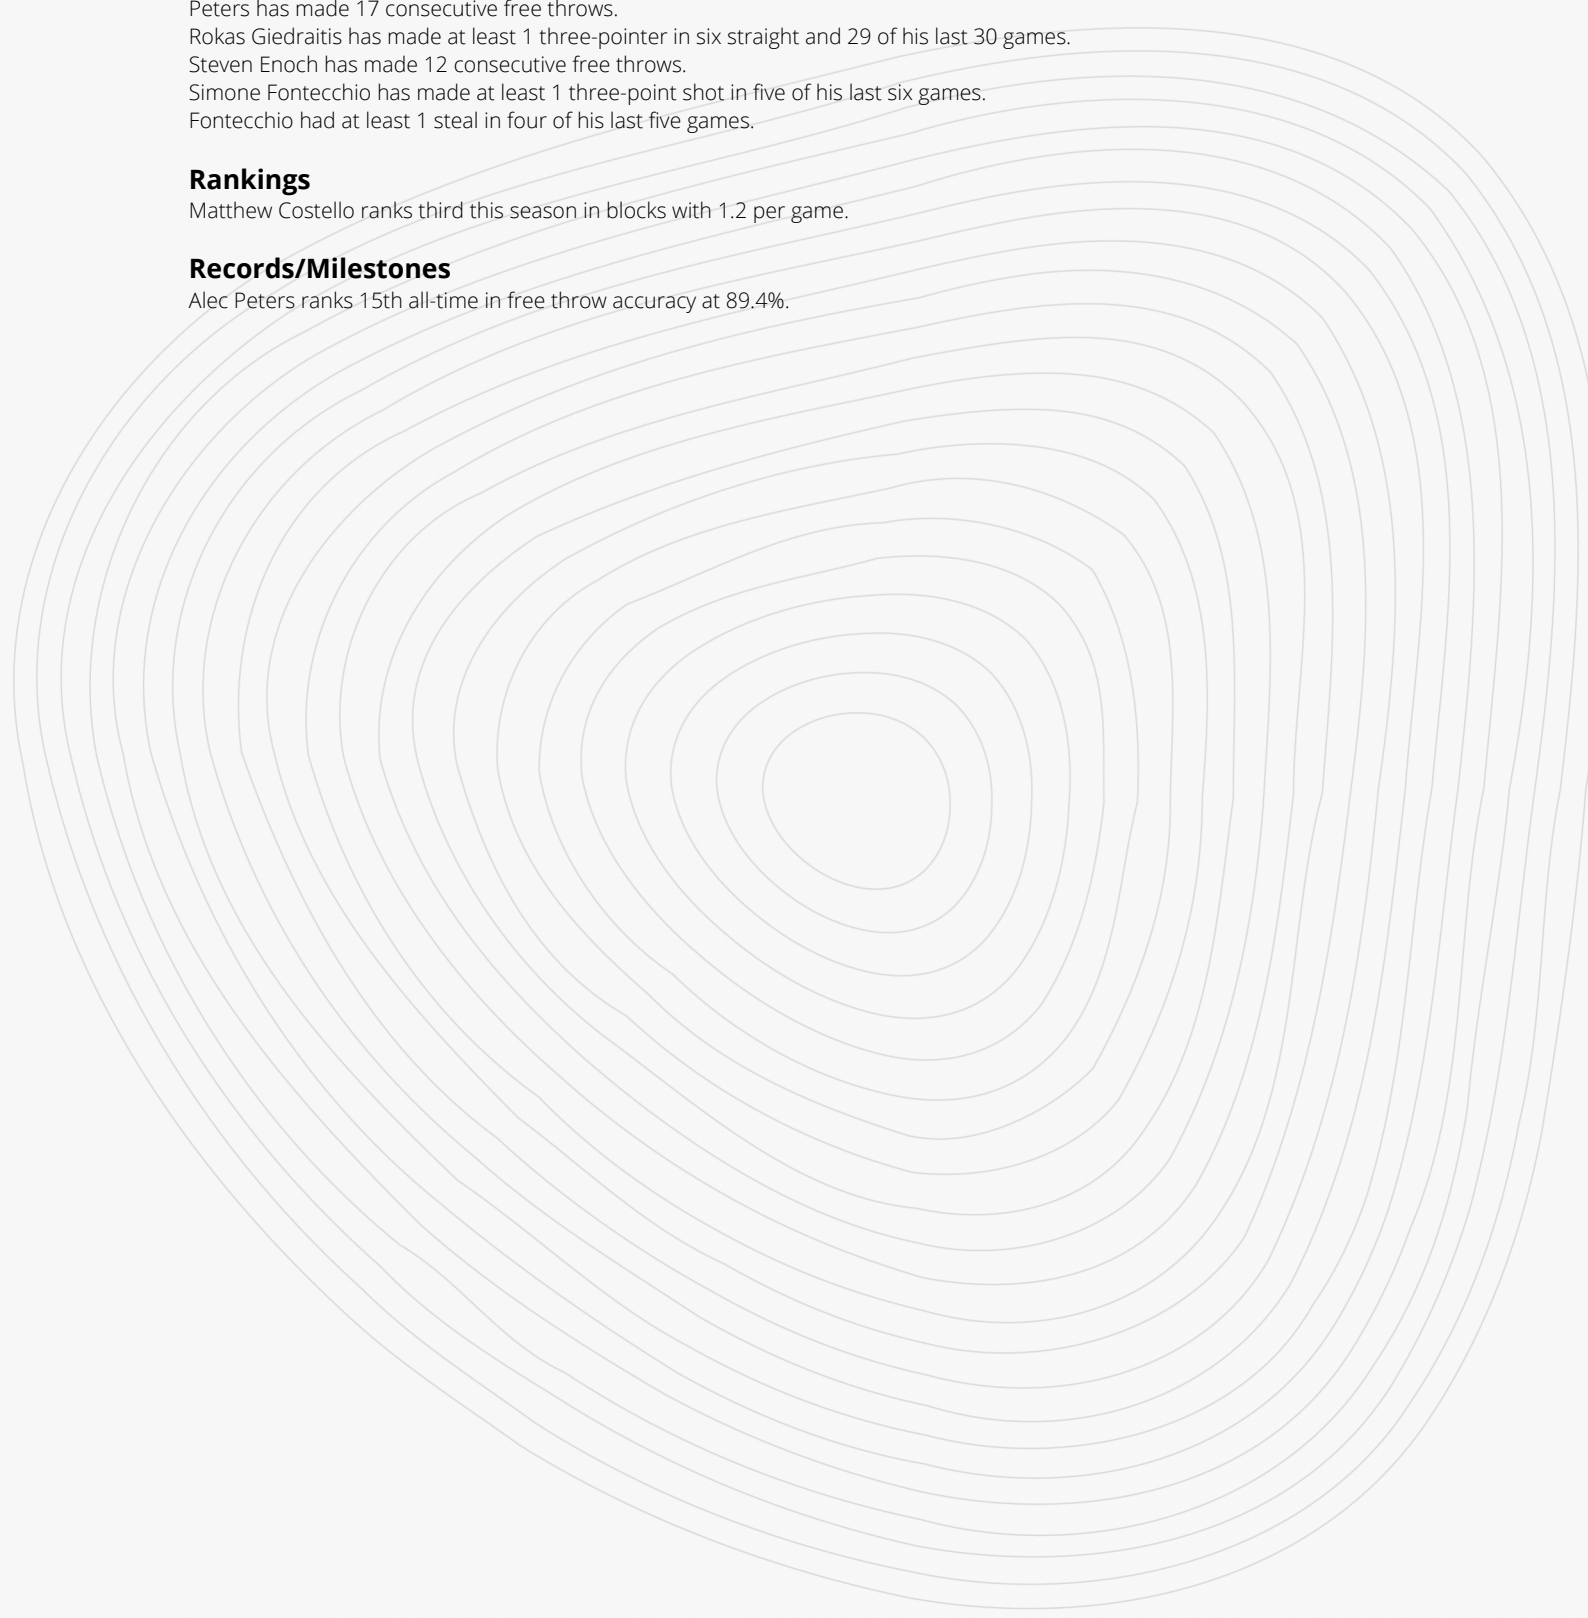 Peters has made 17 consecutive free throws.
Rokas Giedraitis has made at least 1 three-pointer in six straight and 29 of his last 30 games.
Steven Enoch has made 12 consecutive free throws.
Simone Fontecchio has made at least 1 three-point shot in five of his last six games.
Fontecchio had at least 1 steal in four of his last five games.
Rankings
Matthew Costello ranks third this season in blocks with 1.2 per game.
Records/Milestones
Alec Peters ranks 15th all-time in free throw accuracy at 89.4%.